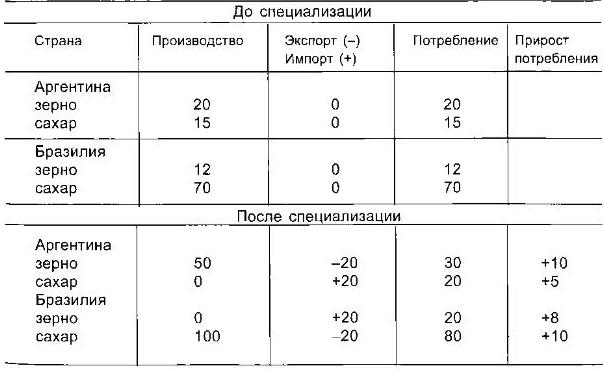 До специализации
Страна Производство Экспорт (–) Потребление Прирост
Импорт (+) потребления
Аргентина
зерно 20 0 20
сахар 15 0 15
Бразилия
зерно 12 0 12
сахар 70 0 70
После специализации
Аргентина
зерно 50 –20 30 +10
сахар 0 +20 20 +5
Бразилия
зерно 0 +20 20 +8
сахар 100 –20 80 +10